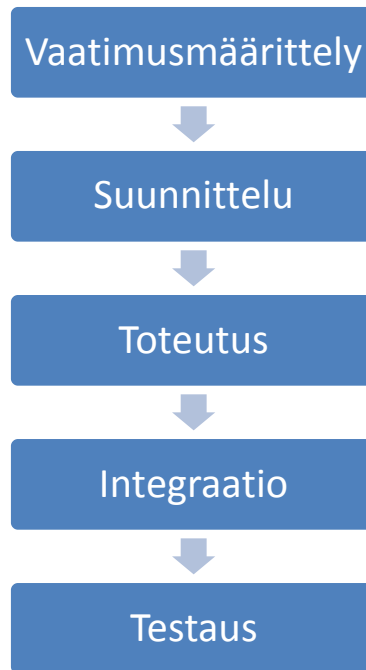 Vaatimusmäärittely
Suunnittelu
Toteutus
Integraatio
Testaus